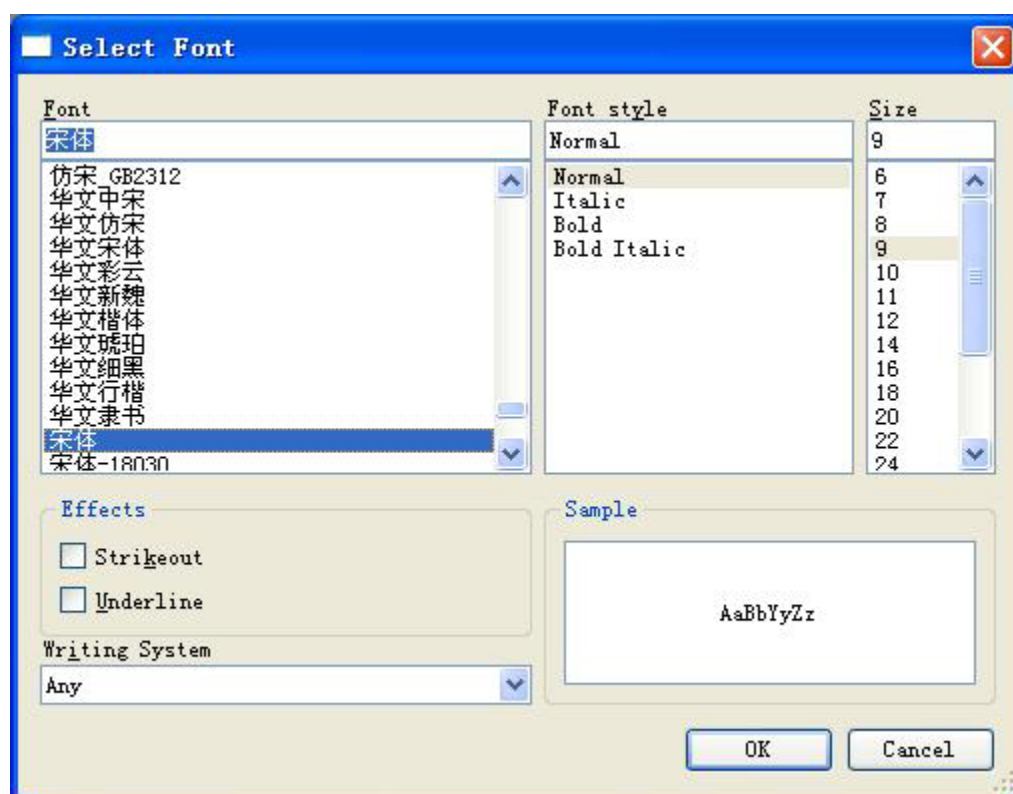 Select Font
Font
宋体
仿宋_GB2312
华文中宋
华文仿宋
华文宋体
华文彩云
华文新魏
华文楷体
华文琥珀
华文细黑
华文行楷
华文隶书
宋体
宋体-18030
Font style
Normal
Normal
Italic
Bold
Bold Italic
Size
9
6
7
8
9
10
11
12
14
16
18
20
22
24
Effects
Strikeout
Underline
Sample
AaBbYyZz
Writing System
Any
OK
Cancel